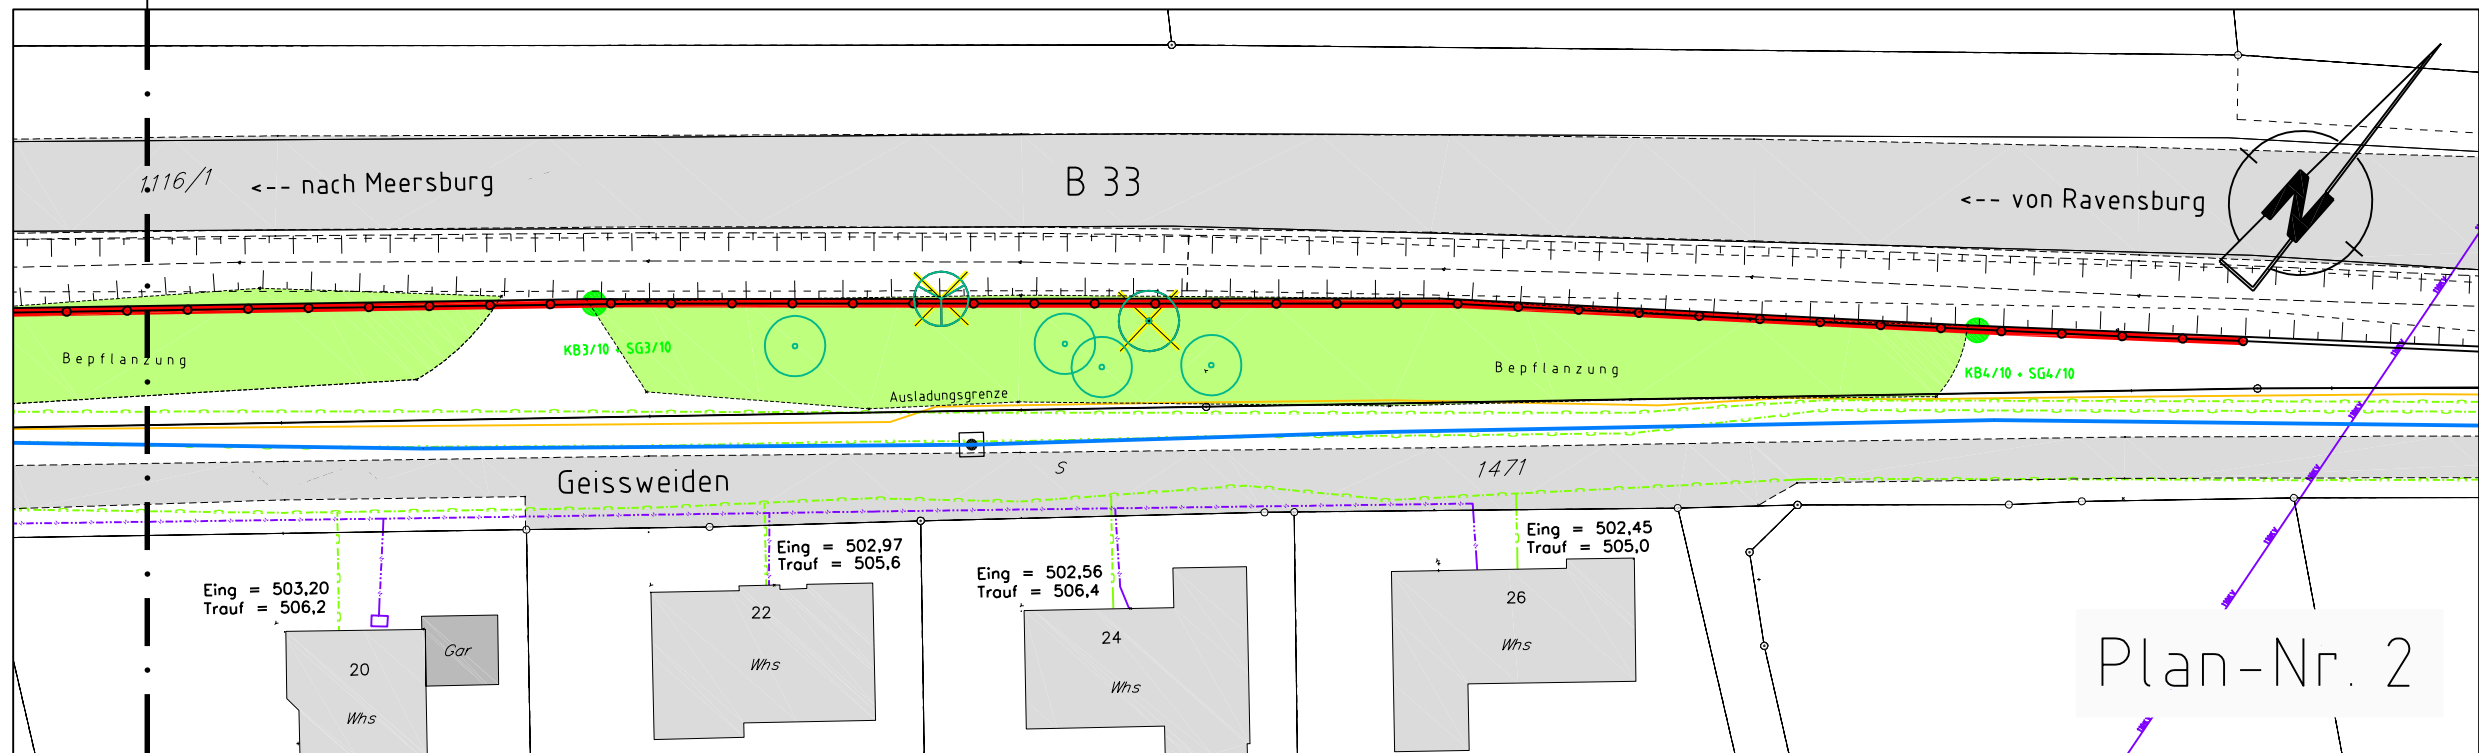 1116/1
<-- nach Meersburg
B 33
<-- von Ravensburg
N
Bepflanzung
KB3/10 + SG3/10
Bepflanzung
KB4/10 + SG4/10
Ausladungsgrenze
Geissweiden
S
1471
Eing = 503,20
Trauf = 506,2
Eing = 502,97
Trauf = 505,6
Eing = 502,56
Trauf = 506,4
Eing = 502,45
Trauf = 505,0
20
Whs
Gar
22
Whs
24
Whs
26
Whs
Plan-Nr. 2